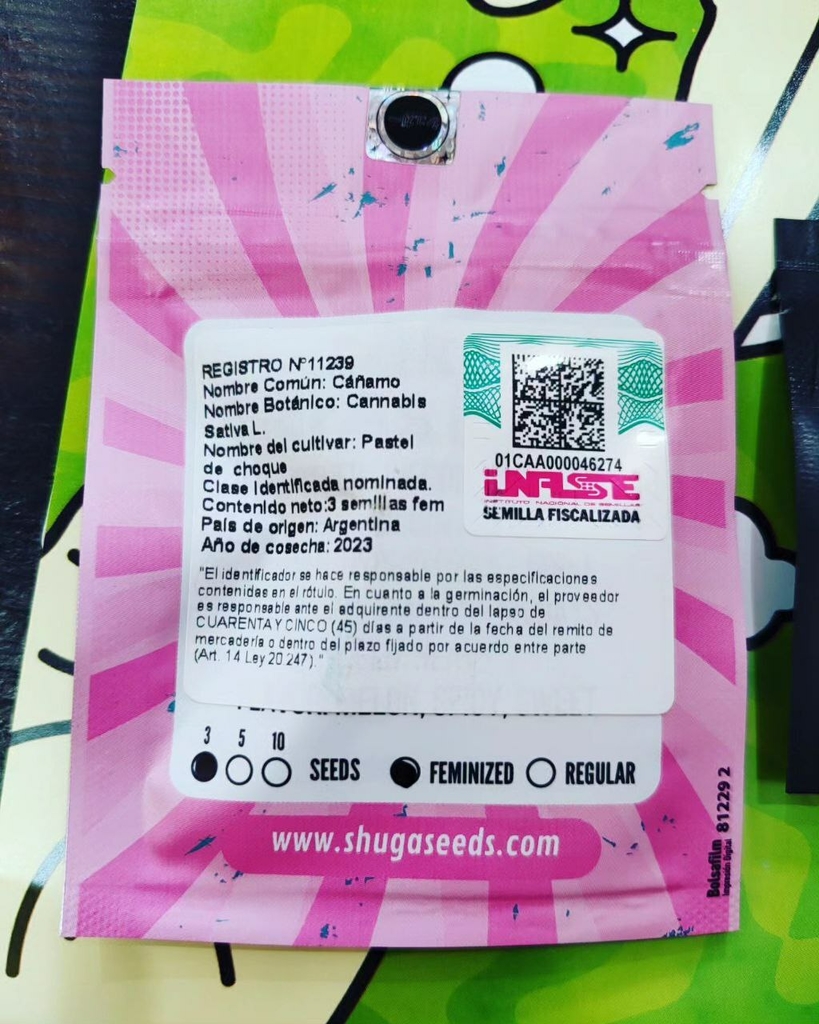 REGISTRO Nº11239
Nombre Común: Cáñamo
Nombre Botánico: Cannabis
Sativa L.
Nombre del cultivar: Pastel
de choque
Clase Identificada nominada.
Contenido neto:3 semillas fem
País de origen: Argentina
Año de cosecha: 2023
01CAA000046274
INASE
INSTITUTO NACIONAL DE SEMILLAS
SEMILLA FISCALIZADA
"El identificador se hace responsable por las especificaciones
contenidas en el rótulo. En cuanto a la germinación, el proveedor
es responsable ante el adquirente dentro del lapso de
CUARENTA Y CINCO (45) días a partir de la fecha del remito de
mercadería o dentro del plazo fijado por acuerdo entre parte
(Art. 14 Ley 20 247)."
3 5 10
SEEDS FEMINIZED REGULAR
www.shugaseeds.com
Bolsafilm 81229 2
Impresión Digital